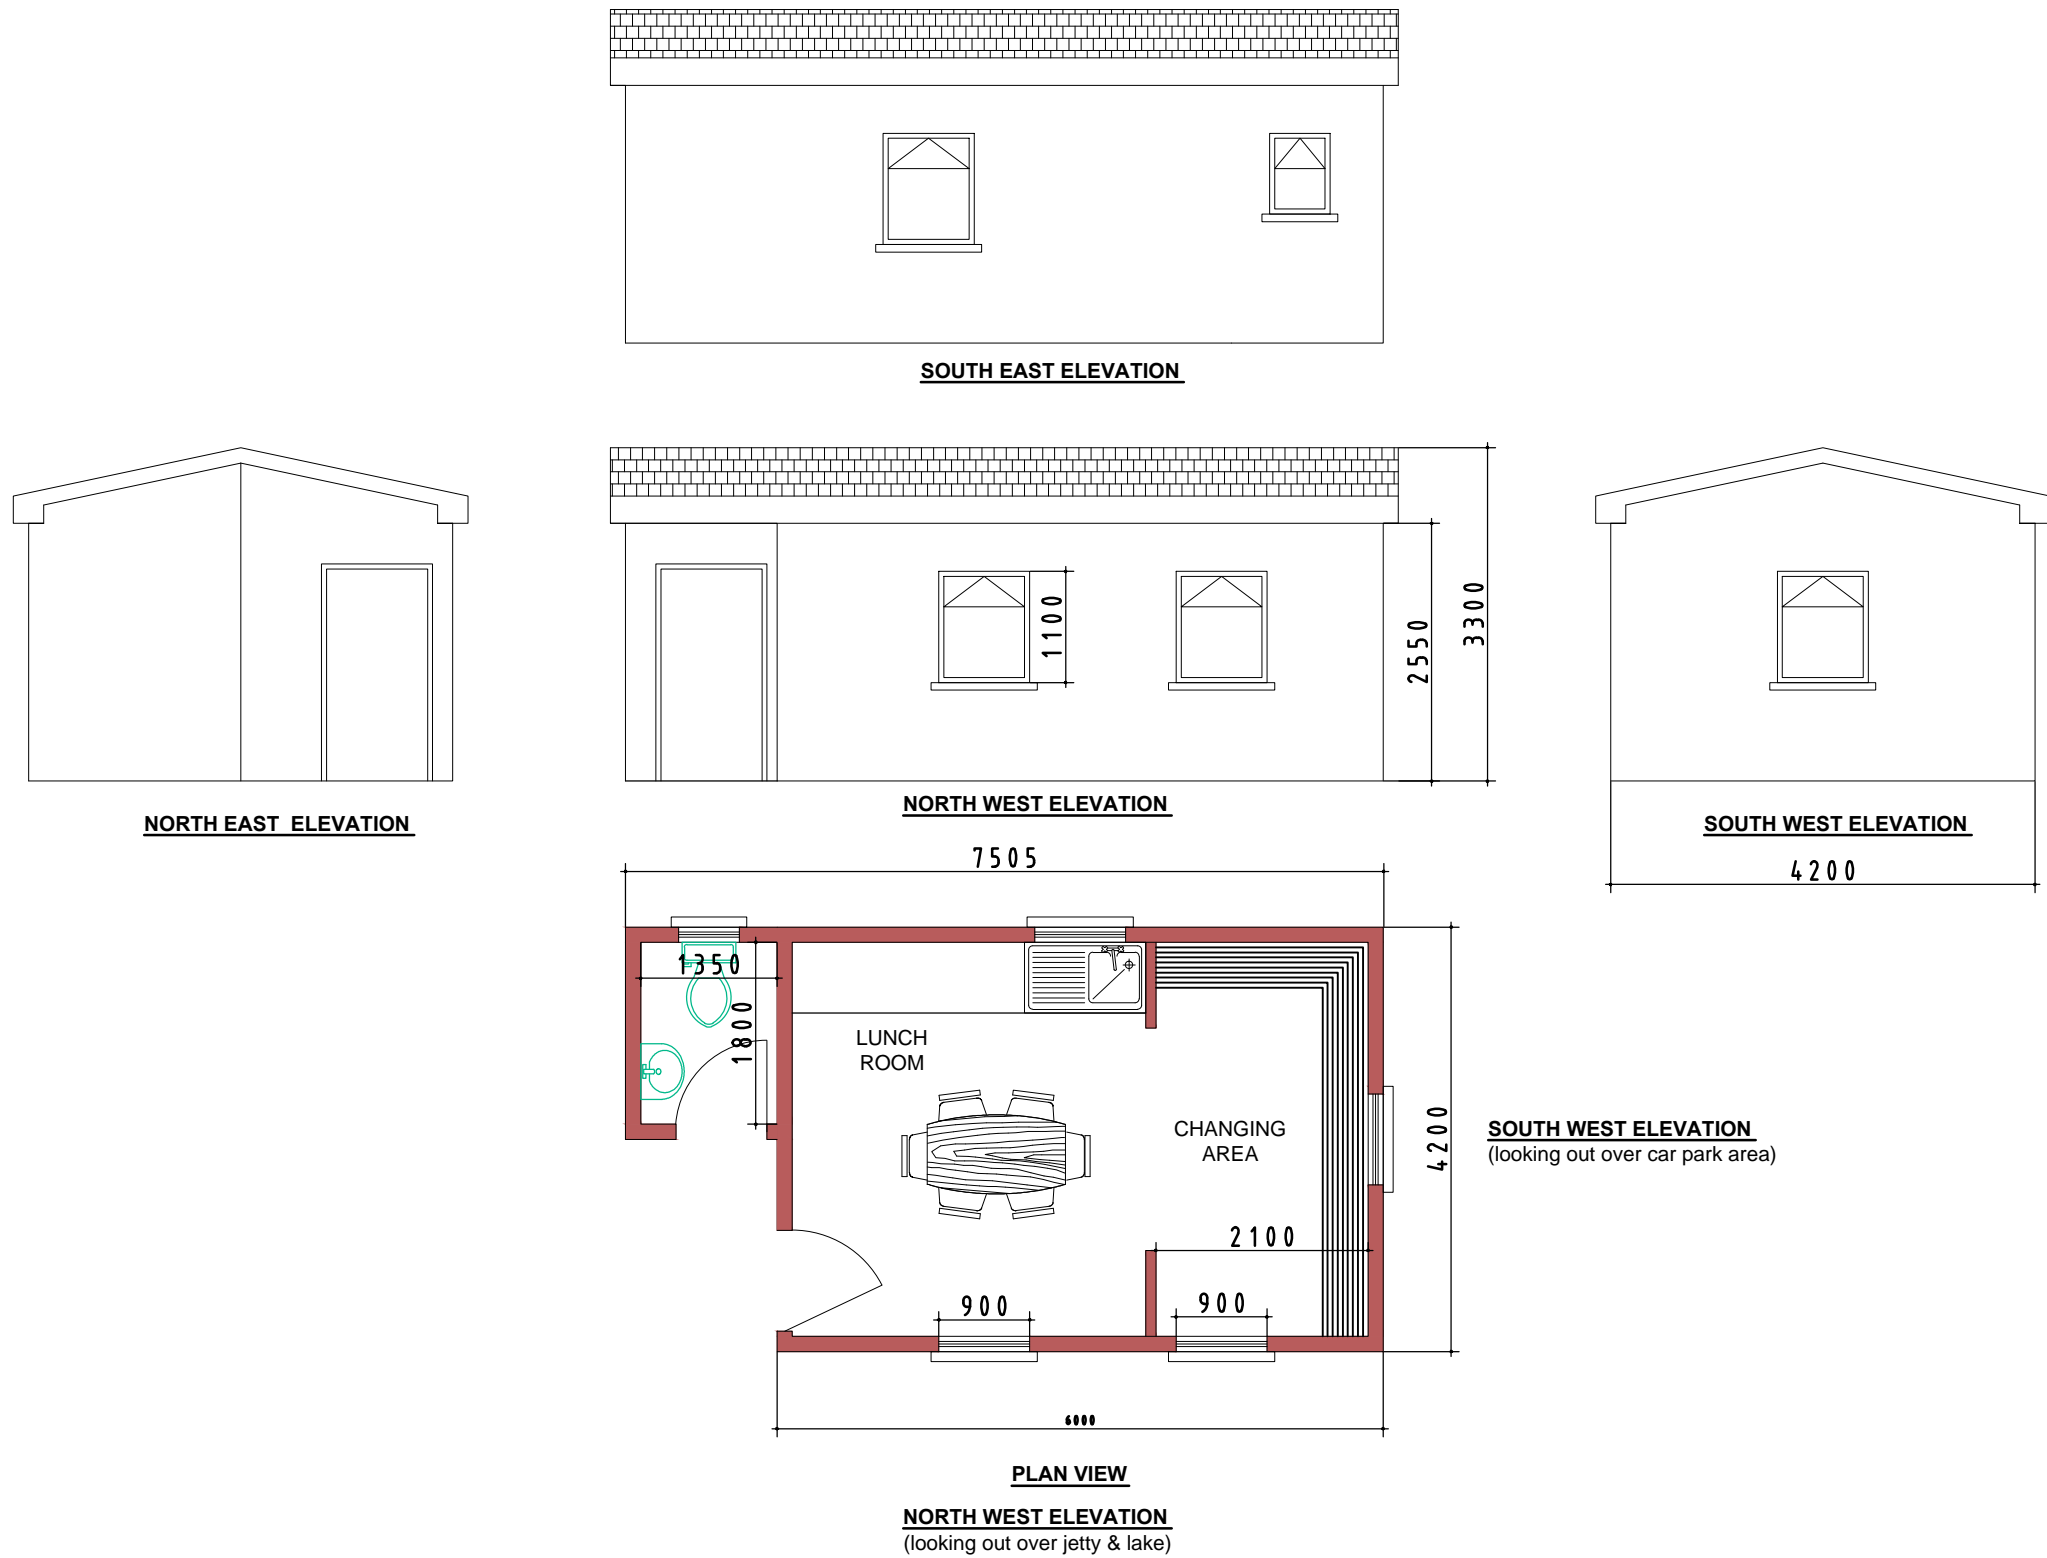 SOUTH EAST ELEVATION
1100
2550
3300
NORTH EAST ELEVATION
NORTH WEST ELEVATION
SOUTH WEST ELEVATION
7505
4200
1350
1800
LUNCH
ROOM
CHANGING
AREA
4200
SOUTH WEST ELEVATION
(looking out over car park area)
2100
900
900
6000
PLAN VIEW
NORTH WEST ELEVATION
(looking out over jetty & lake)